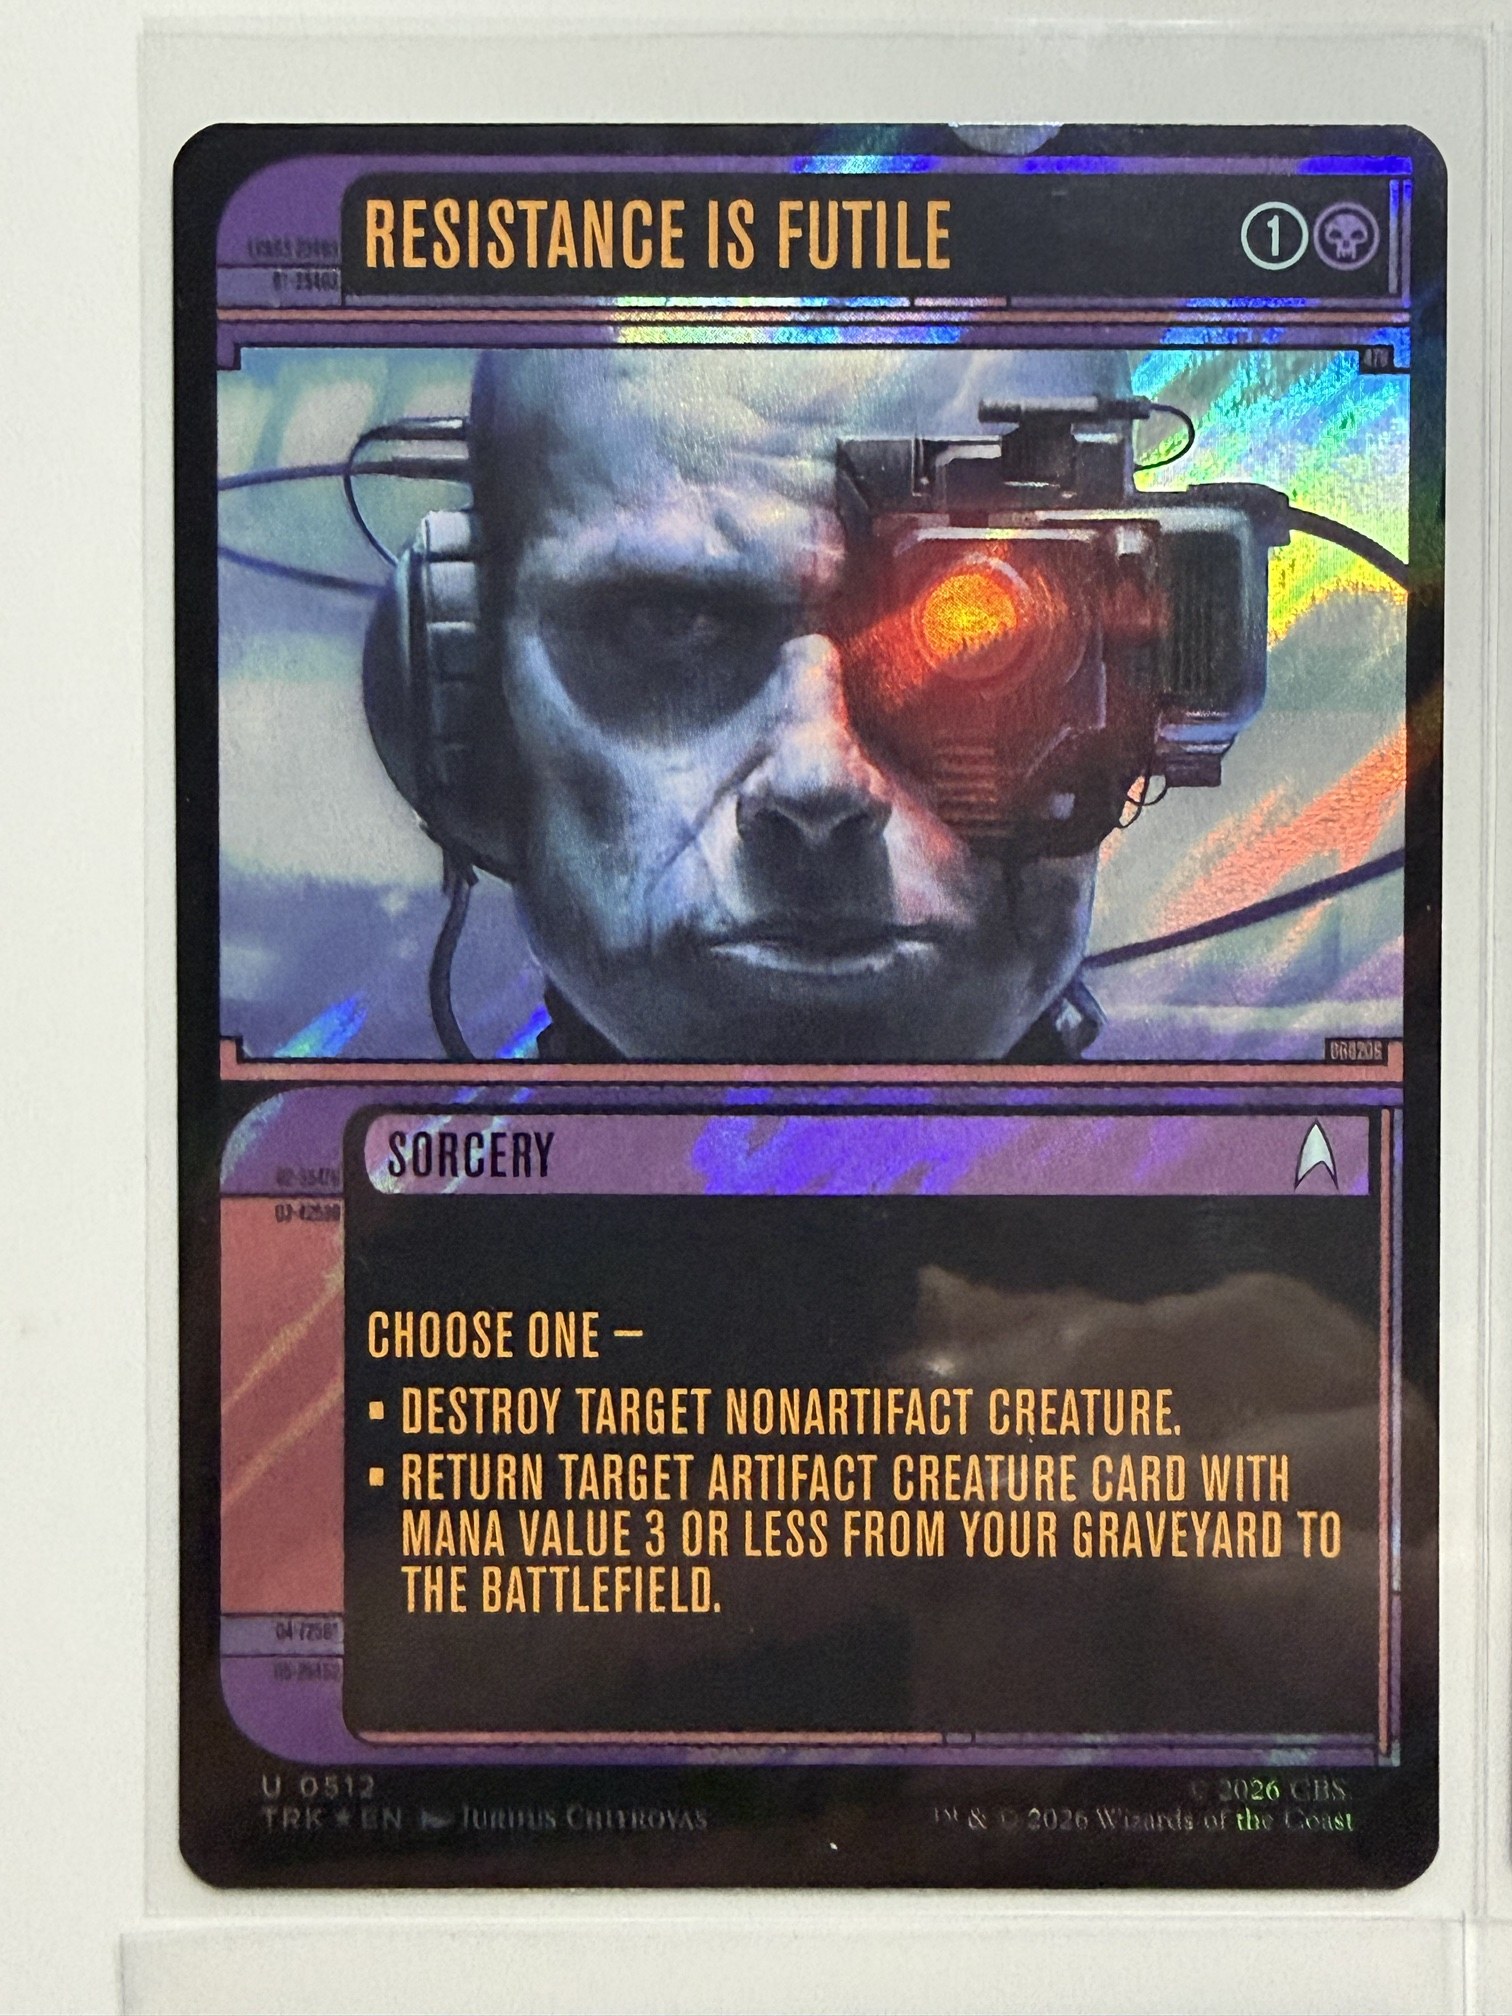 RESISTANCE IS FUTILE
1
SORCERY
CHOOSE ONE –
▪ DESTROY TARGET NONARTIFACT CREATURE.
▪ RETURN TARGET ARTIFACT CREATURE CARD WITH
MANA VALUE 3 OR LESS FROM YOUR GRAVEYARD TO
THE BATTLEFIELD.
U 0512
TRK★EN
© 2026 CBS.
™ & © 2026 Wizards of the Coast